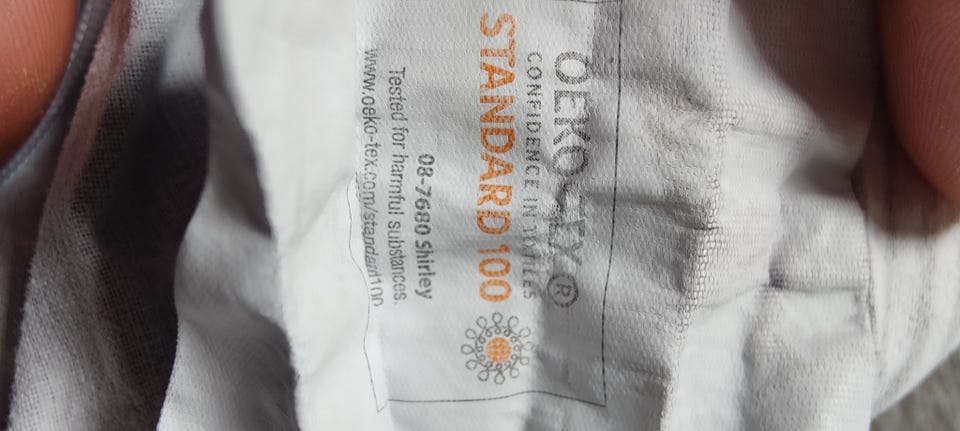 OEKO-TEX®
CONFIDENCE IN TEXTILES
STANDARD 100
08-7680 Shirley
Tested for harmful substances.
www.oeko-tex.com/standard100